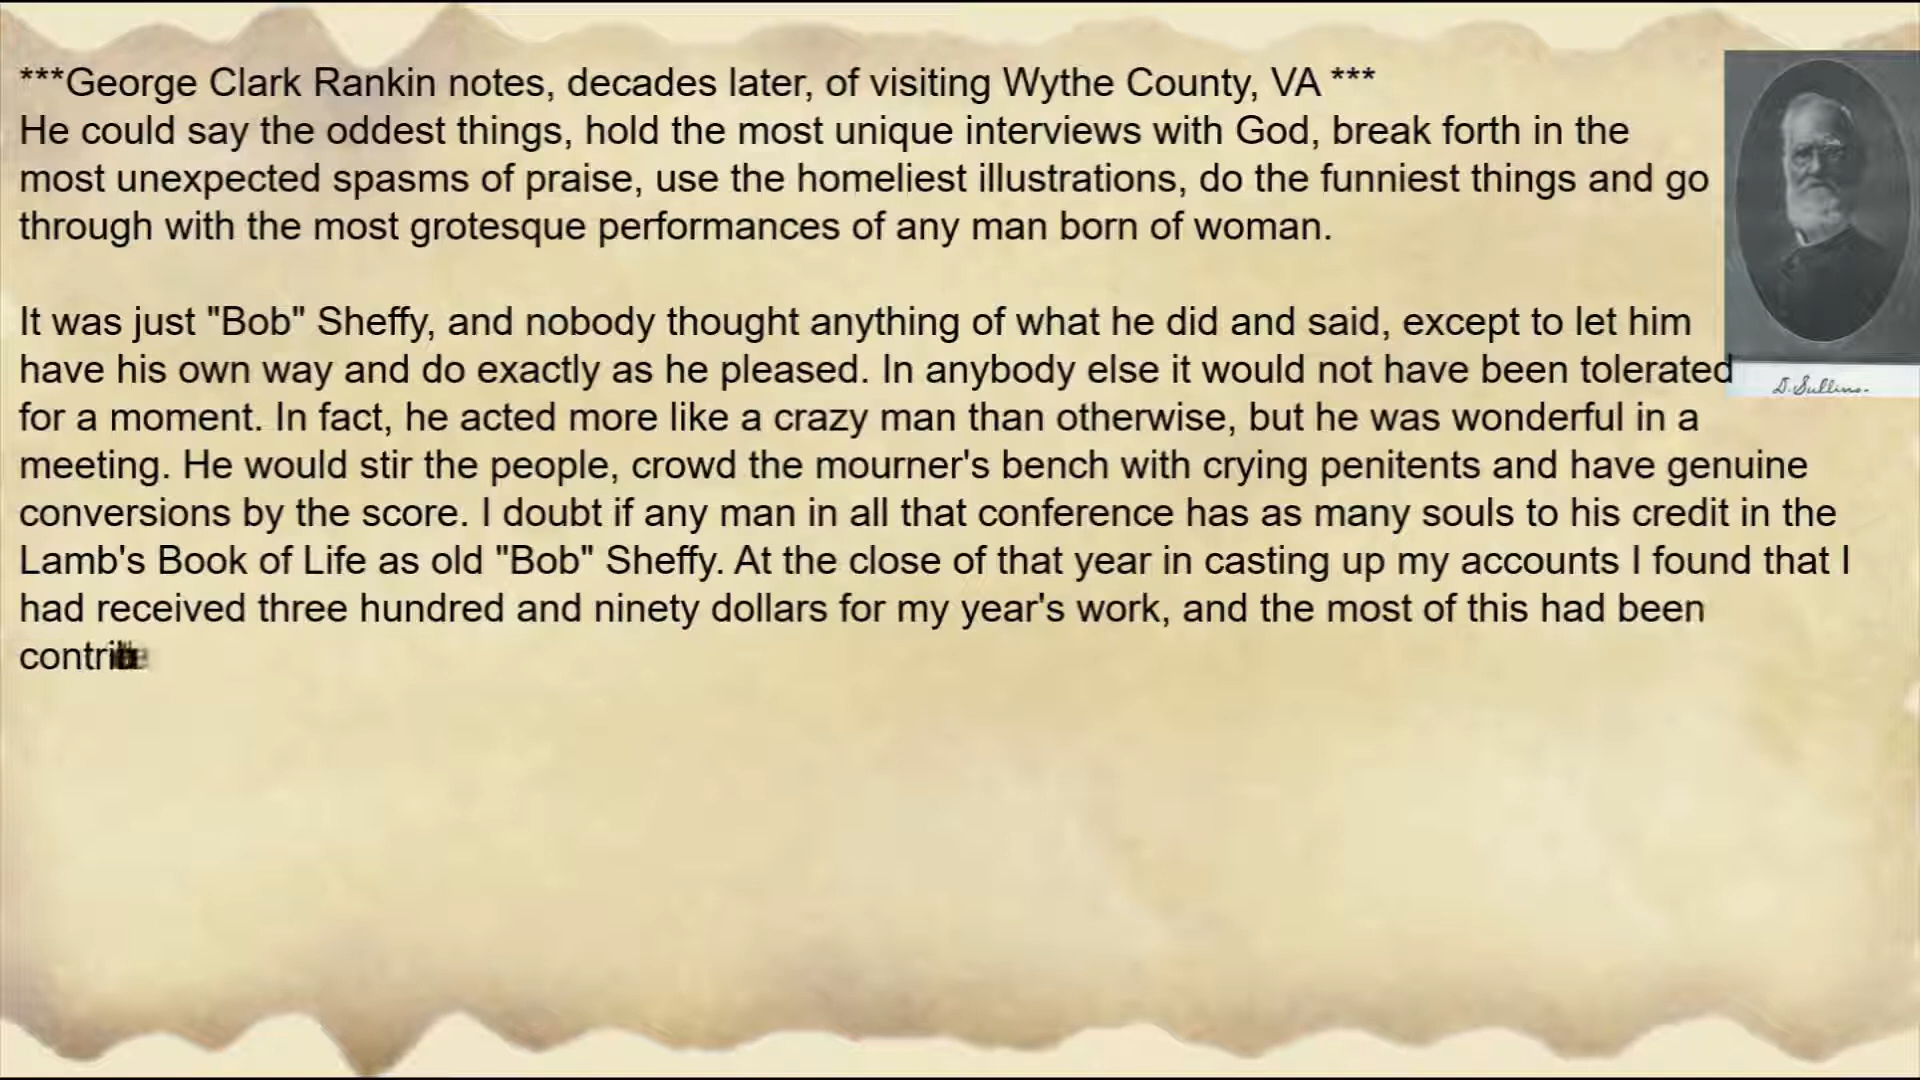 ***George Clark Rankin notes, decades later, of visiting Wythe County, VA ***
He could say the oddest things, hold the most unique interviews with God, break forth in the
most unexpected spasms of praise, use the homeliest illustrations, do the funniest things and go
through with the most grotesque performances of any man born of woman.
It was just "Bob" Sheffy, and nobody thought anything of what he did and said, except to let him
have his own way and do exactly as he pleased. In anybody else it would not have been tolerated
for a moment. In fact, he acted more like a crazy man than otherwise, but he was wonderful in a
meeting. He would stir the people, crowd the mourner's bench with crying penitents and have genuine
conversions by the score. I doubt if any man in all that conference has as many souls to his credit in the
Lamb's Book of Life as old "Bob" Sheffy. At the close of that year in casting up my accounts I found that I
had received three hundred and ninety dollars for my year's work, and the most of this had been
D. Sullins.